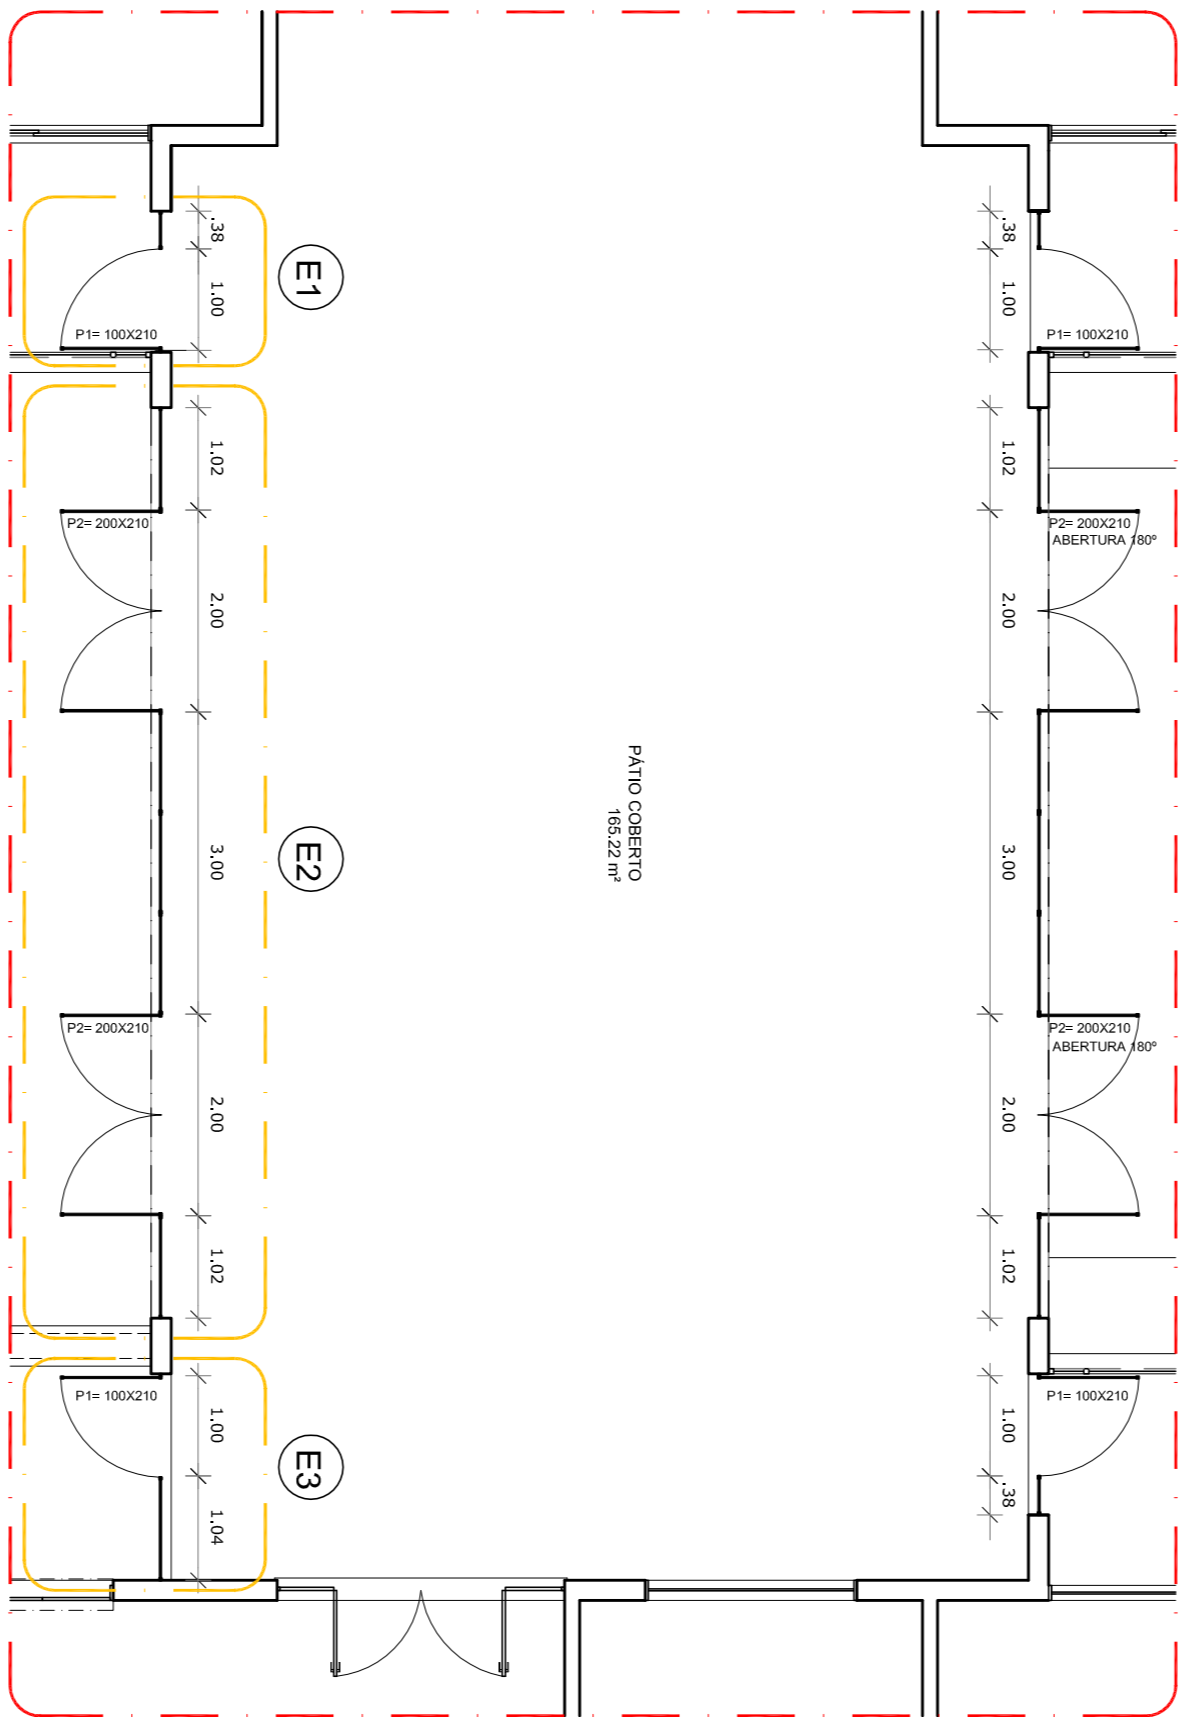 .38
1.00
P1= 100X210
E1
.38
1.00
P1= 100X210
1.02
P2= 200X210
2.00
3.00
E2
P2= 200X210
2.00
1.02
PÁTIO COBERTO
165.22 m²
1.02
P2= 200X210
ABERTURA 180º
2.00
3.00
P2= 200X210
ABERTURA 180º
2.00
1.02
P1= 100X210
1.00
E3
1.04
1.00
P1= 100X210
.38